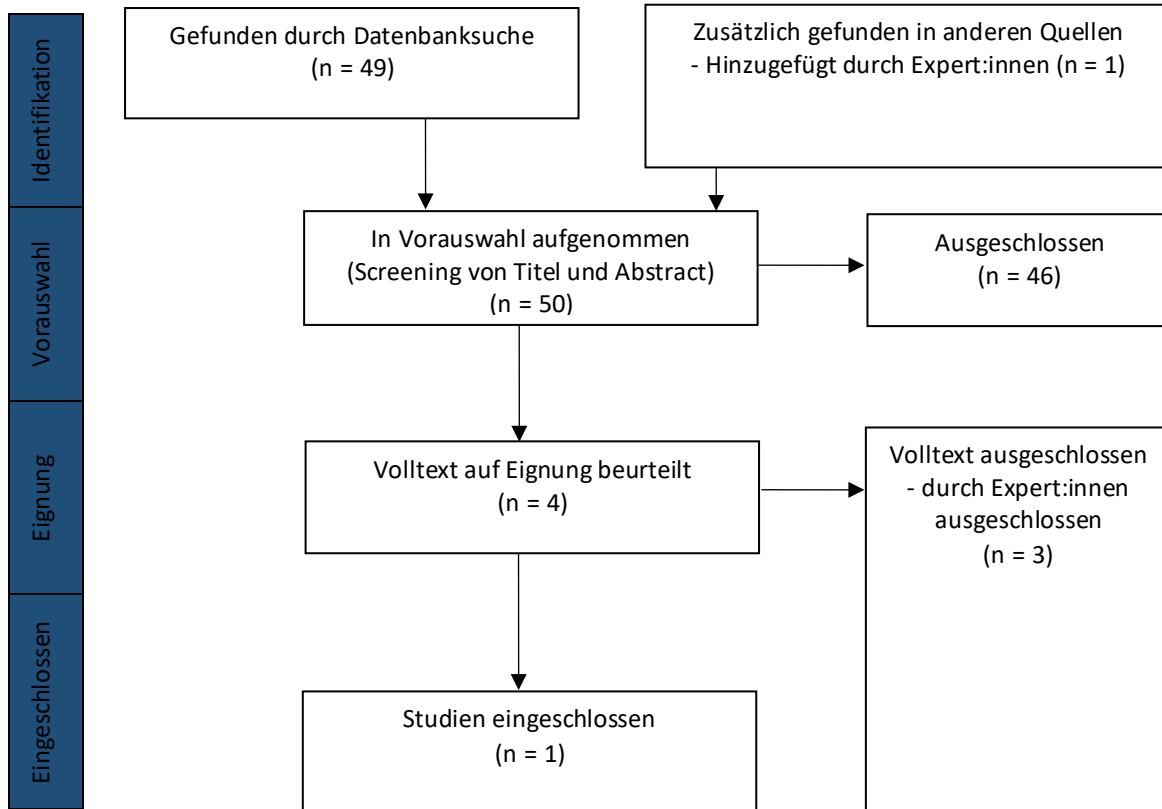 Identifikation
Gefunden durch Datenbanksuche
(n = 49)
Zusätzlich gefunden in anderen Quellen
- Hinzugefügt durch Expert:innen (n = 1)
Vorauswahl
In Vorauswahl aufgenommen
(Screening von Titel und Abstract)
(n = 50)
Ausgeschlossen
(n = 46)
Eignung
Volltext auf Eignung beurteilt
(n = 4)
Volltext ausgeschlossen
- durch Expert:innen
ausgeschlossen
(n = 3)
Eingeschlossen
Studien eingeschlossen
(n = 1)